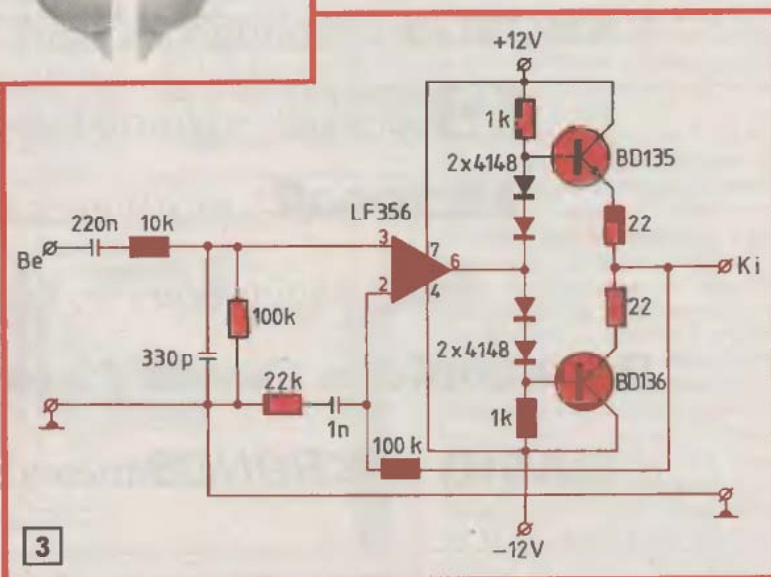 +12V
1k
BD135
2x4148
LF356
220n
10k
22
Be
3
7
6
Ki
2
4
100k
22
330p
2x4148
22k
BD136
1n
1k
100k
3
-12V